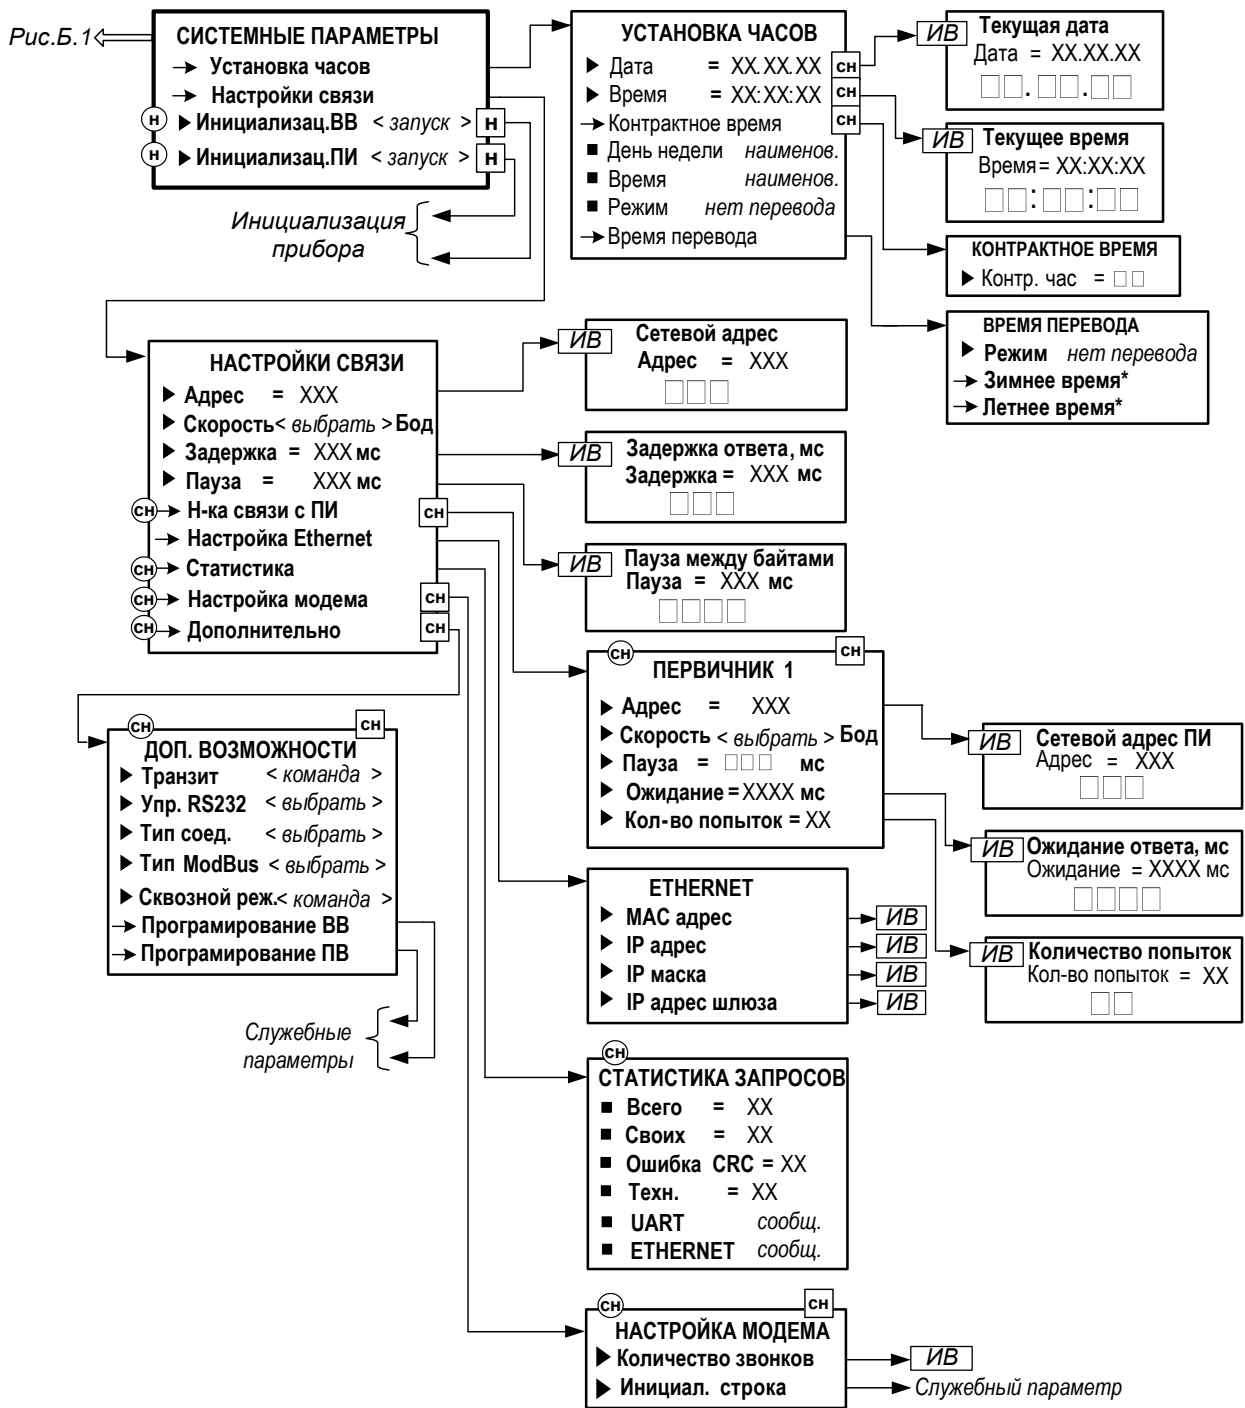 Рис.Б.1
СИСТЕМНЫЕ ПАРАМЕТРЫ
Установка часов
Настройки связи
Н Инициализац.ВВ < запуск > Н
Н Инициализац.ПИ < запуск > Н
Инициализация
прибора
УСТАНОВКА ЧАСОВ
Дата = XX.XX.XX СН
Время = XX:XX:XX СН
Контрактное время СН
День недели наименов.
Время наименов.
Режим нет перевода
Время перевода
ИВ Текущая дата
Дата = XX.XX.XX
ИВ Текущее время
Время = XX:XX:XX
КОНТРАКТНОЕ ВРЕМЯ
Контр. час =
ВРЕМЯ ПЕРЕВОДА
Режим нет перевода
Зимнее время*
Летнее время*
НАСТРОЙКИ СВЯЗИ
Адрес = XXX
Скорость < выбрать > Бод
Задержка = XXX мс
Пауза = XXX мс
СН Н-ка связи с ПИ СН
Настройка Ethernet
СН Статистика
СН Настройка модема СН
СН Дополнительно СН
ИВ Сетевой адрес
Адрес = XXX
ИВ Задержка ответа, мс
Задержка = XXX мс
ИВ Пауза между байтами
Пауза = XXX мс
СН СН
ПЕРВИЧНИК 1
Адрес = XXX
Скорость < выбрать > Бод
Пауза = мс
Ожидание = XXXX мс
Кол-во попыток = XX
ИВ Сетевой адрес ПИ
Адрес = XXX
ИВ Ожидание ответа, мс
Ожидание = XXXX мс
ИВ Количество попыток
Кол-во попыток = XX
СН СН
ДОП. ВОЗМОЖНОСТИ
Транзит < команда >
Упр. RS232 < выбрать >
Тип соед. < выбрать >
Тип ModBus < выбрать >
Сквозной реж. < команда >
Програмирование ВВ
Програмирование ПВ
Служебные
параметры
ETHERNET
MAC адрес ИВ
IP адрес ИВ
IP маска ИВ
IP адрес шлюза ИВ
СН
СТАТИСТИКА ЗАПРОСОВ
Всего = XX
Своих = XX
Ошибка CRC = XX
Техн. = XX
UART сообщ.
ETHERNET сообщ.
СН СН
НАСТРОЙКА МОДЕМА
Количество звонков ИВ
Инициал. строка Служебный параметр